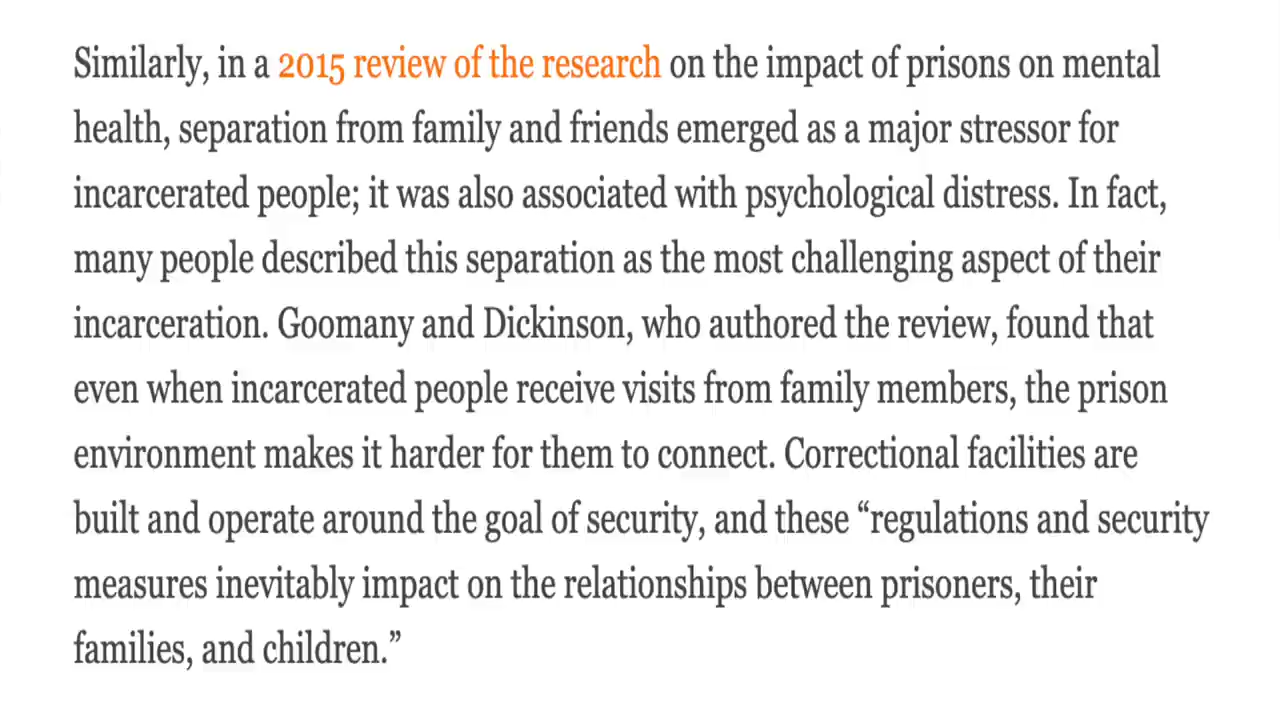 Similarly, in a 2015 review of the research on the impact of prisons on mental
health, separation from family and friends emerged as a major stressor for
incarcerated people; it was also associated with psychological distress. In fact,
many people described this separation as the most challenging aspect of their
incarceration. Goomany and Dickinson, who authored the review, found that
even when incarcerated people receive visits from family members, the prison
environment makes it harder for them to connect. Correctional facilities are
built and operate around the goal of security, and these “regulations and security
measures inevitably impact on the relationships between prisoners, their
families, and children.”